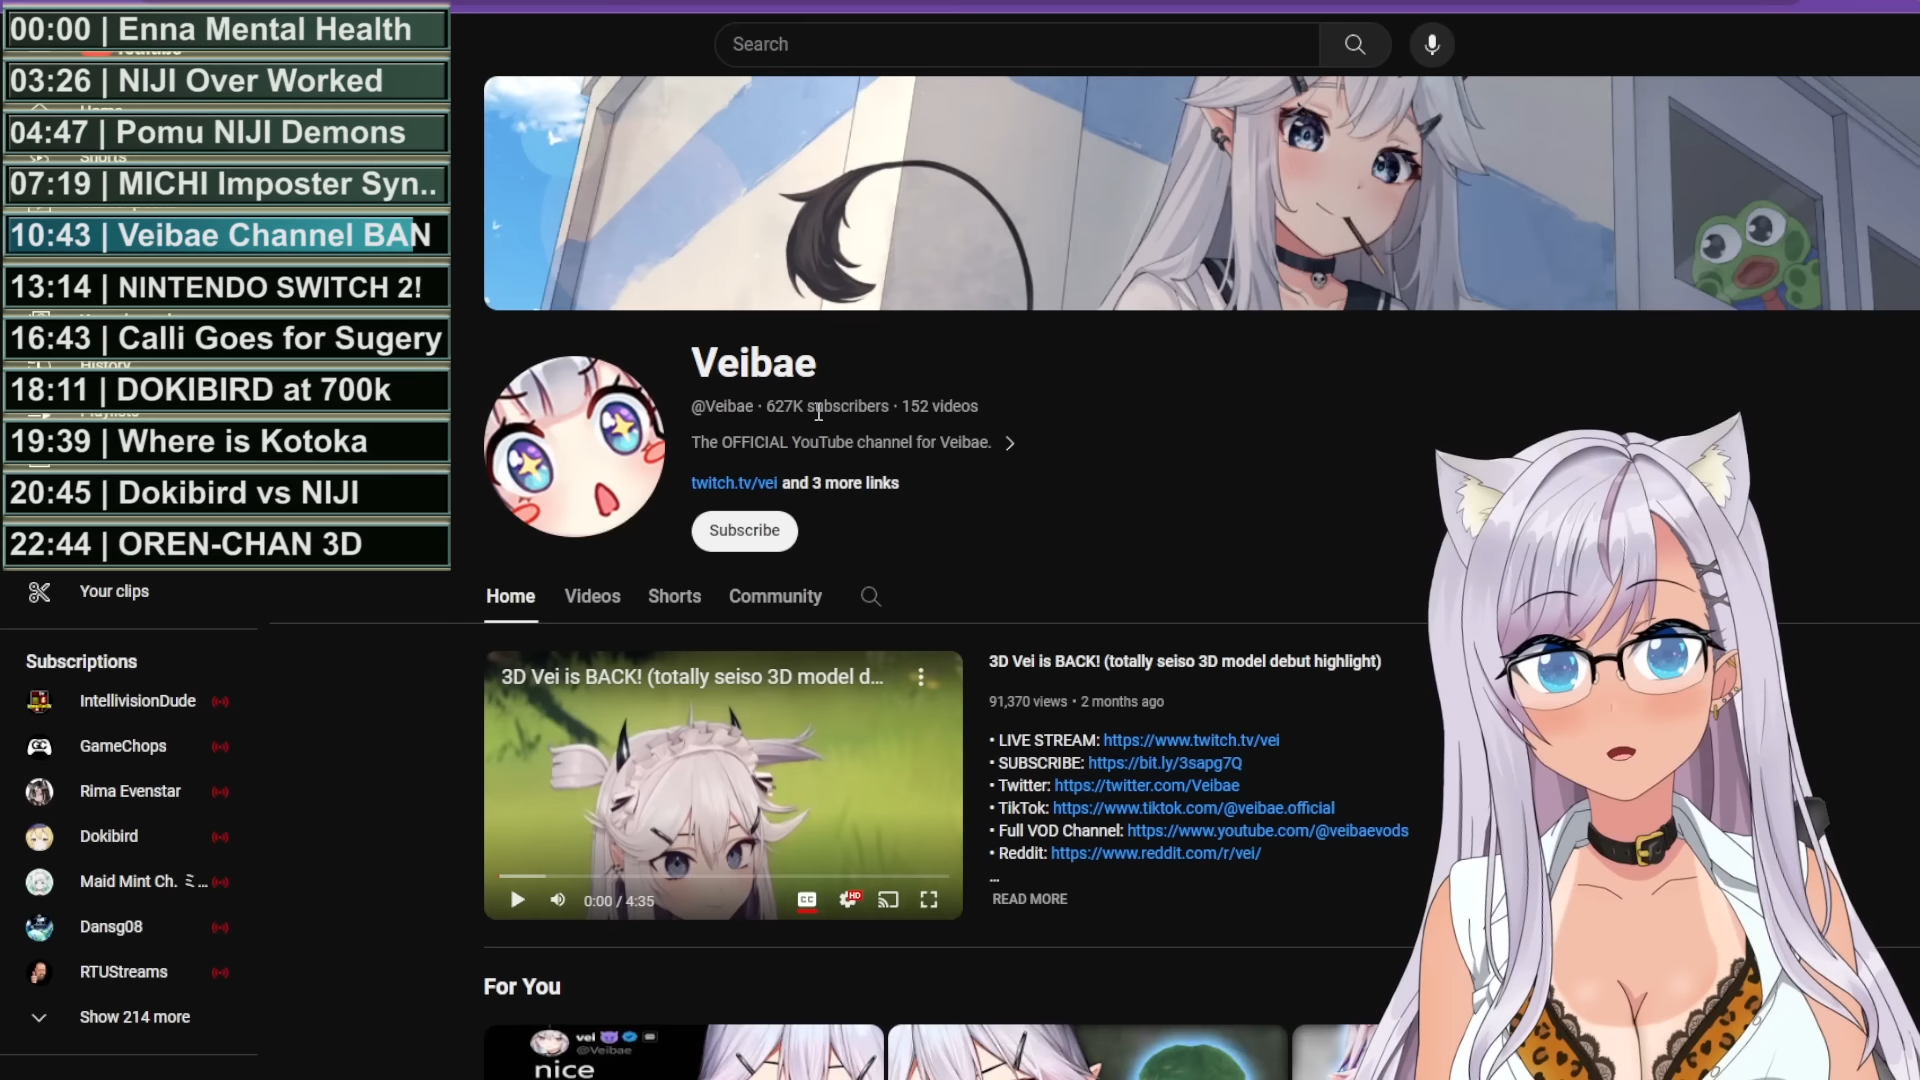 00:00 | Enna Mental Health
03:26 | NIJI Over Worked
04:47 | Pomu NIJI Demons
Shorts
07:19 | MICHI Imposter Syn..
10:43 | Veibae Channel BAN
13:14 | NINTENDO SWITCH 2!
16:43 | Calli Goes for Sugery
History
18:11 | DOKIBIRD at 700k
19:39 | Where is Kotoka
20:45 | Dokibird vs NIJI
22:44 | OREN-CHAN 3D
Your clips
Subscriptions
IntellivisionDude
GameChops
Rima Evenstar
Dokibird
Maid Mint Ch. ミ...
Dansg08
RTUStreams
Show 214 more
Search
Veibae
@Veibae · 627K subscribers · 152 videos
The OFFICIAL YouTube channel for Veibae.
twitch.tv/vei and 3 more links
Subscribe
Home Videos Shorts Community
3D Vei is BACK! (totally seiso 3D model d...
0:00 / 4:35
CC
HD
3D Vei is BACK! (totally seiso 3D model debut highlight)
91,370 views • 2 months ago
• LIVE STREAM: https://www.twitch.tv/vei
• SUBSCRIBE: https://bit.ly/3sapg7Q
• Twitter: https://twitter.com/Veibae
• TikTok: https://www.tiktok.com/@veibae.official
• Full VOD Channel: https://www.youtube.com/@veibaevods
• Reddit: https://www.reddit.com/r/vei/
...
READ MORE
For You
vei
@Veibae
nice